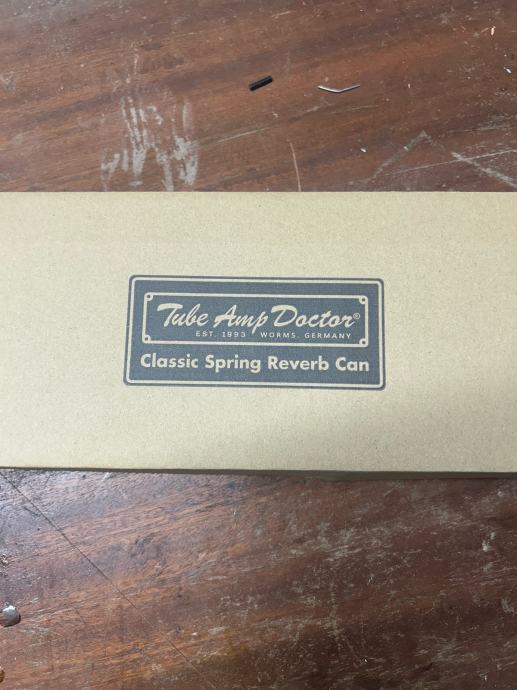 Tube Amp Doctor®
EST. 1993 WORMS, GERMANY
Classic Spring Reverb Can